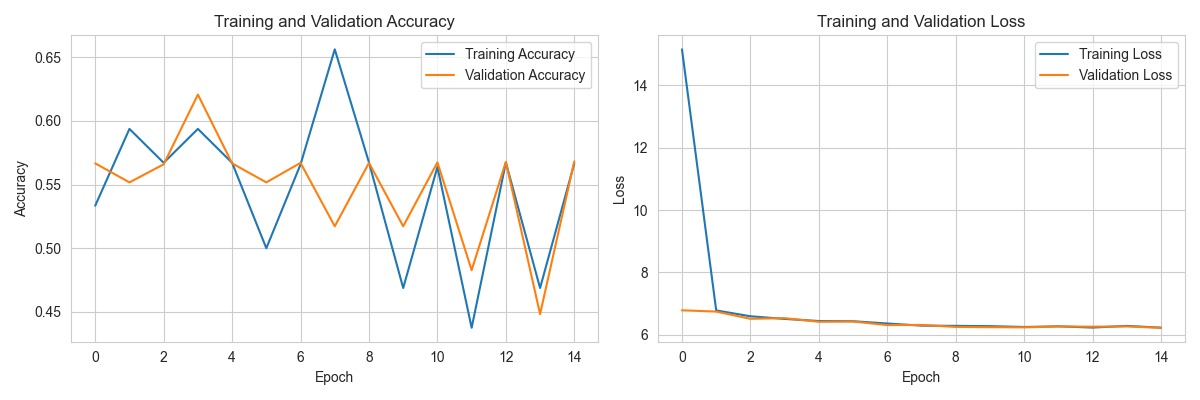 Training and Validation Accuracy
Training Accuracy
Validation Accuracy
0.65
0.60
0.55
0.50
0.45
Accuracy
0 2 4 6 8 10 12 14
Epoch
Training and Validation Loss
Training Loss
Validation Loss
14
12
10
8
6
Loss
0 2 4 6 8 10 12 14
Epoch